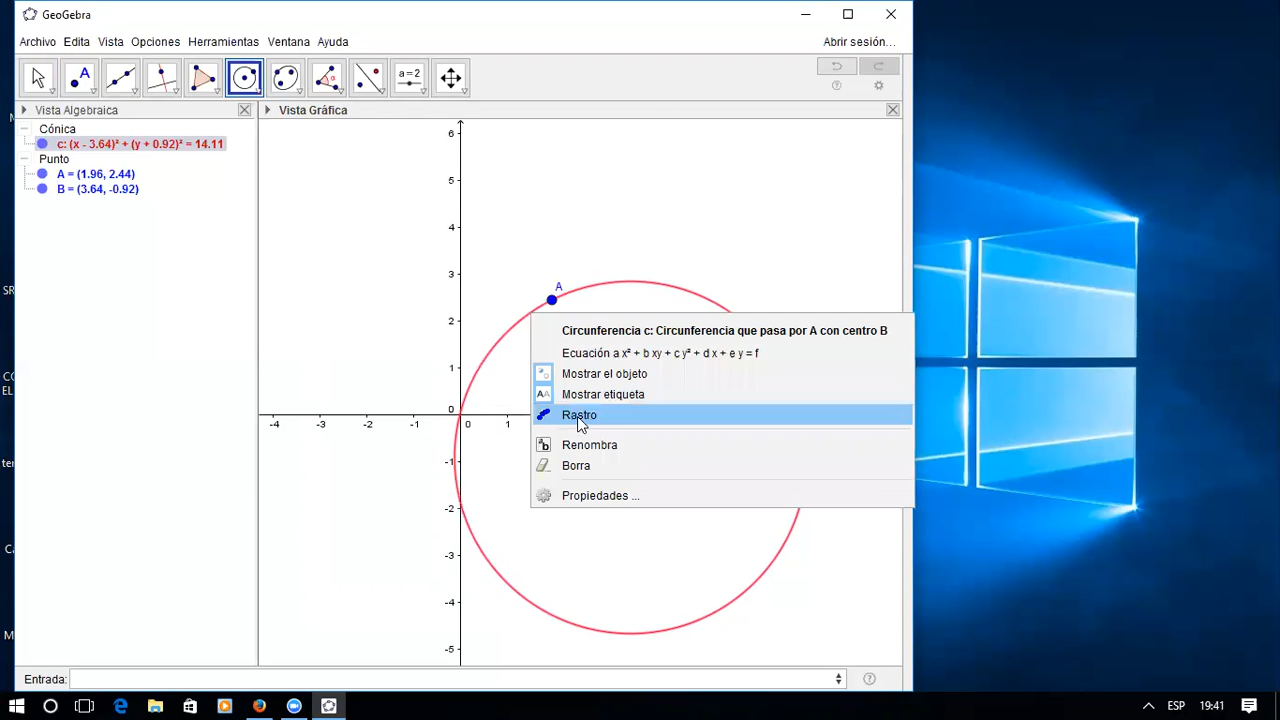 GeoGebra
Archivo Edita Vista Opciones Herramientas Ventana Ayuda Abrir sesión...
A
α
a=2
Vista Algebraica Vista Gráfica
Cónica
c: (x - 3.64)² + (y + 0.92)² = 14.11
Punto
A = (1.96, 2.44)
B = (3.64, -0.92)
6
5
4
3
2
1
0
-4 -3 -2 -1 0 1
-1
-2
-3
-4
-5
A
Circunferencia c: Circunferencia que pasa por A con centro B
Ecuación a x² + b xy + c y² + d x + e y = f
Mostrar el objeto
AA Mostrar etiqueta
Rastro
Renombra
Borra
Propiedades ...
Entrada:
ESP 19:41